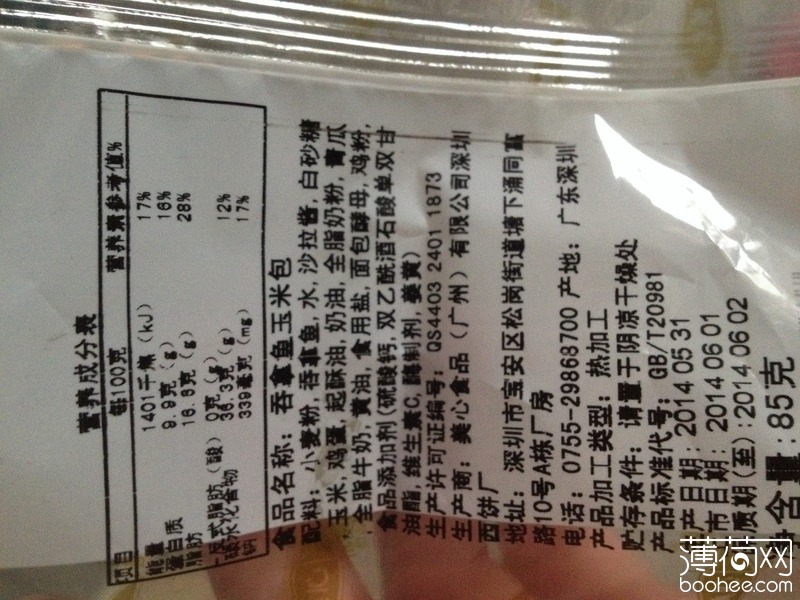 营养成分表
项目 每100克 营养素参考值%
能量 1401千焦(kJ) 17%
蛋白质 9.9克(g) 16%
脂肪 16.8克(g) 28%
反式脂肪(酸) 0克(g)
碳水化合物 36.3克(g) 12%
钠 339毫克(mg) 17%
食品名称: 吞拿鱼玉米包
配料: 小麦粉, 吞拿鱼, 水, 沙拉酱, 白砂糖
玉米, 鸡蛋, 起酥油, 奶油, 全脂奶粉, 青瓜
全脂牛奶, 黄油, 食用盐, 面包酵母, 鸡粉,
食品添加剂(硫酸钙, 双乙酰酒石酸单双甘
油酯, 维生素C, 酶制剂, 姜黄)
生产许可证编号: QS4403 2401 1873
生产商: 美心食品(广州)有限公司深圳
西饼厂
地址: 深圳市宝安区松岗街道塘下涌同富
路10号A栋厂房
电话: 0755-29868700 产地: 广东深圳
产品加工类型: 热加工
贮存条件: 请置于阴凉干燥处
产品标准代号: GB/T20981
产日期: 2014 05 31
市日期: 2014 06 01
质期(至): 2014 06 02
含量: 85克
薄荷网
boohee.com